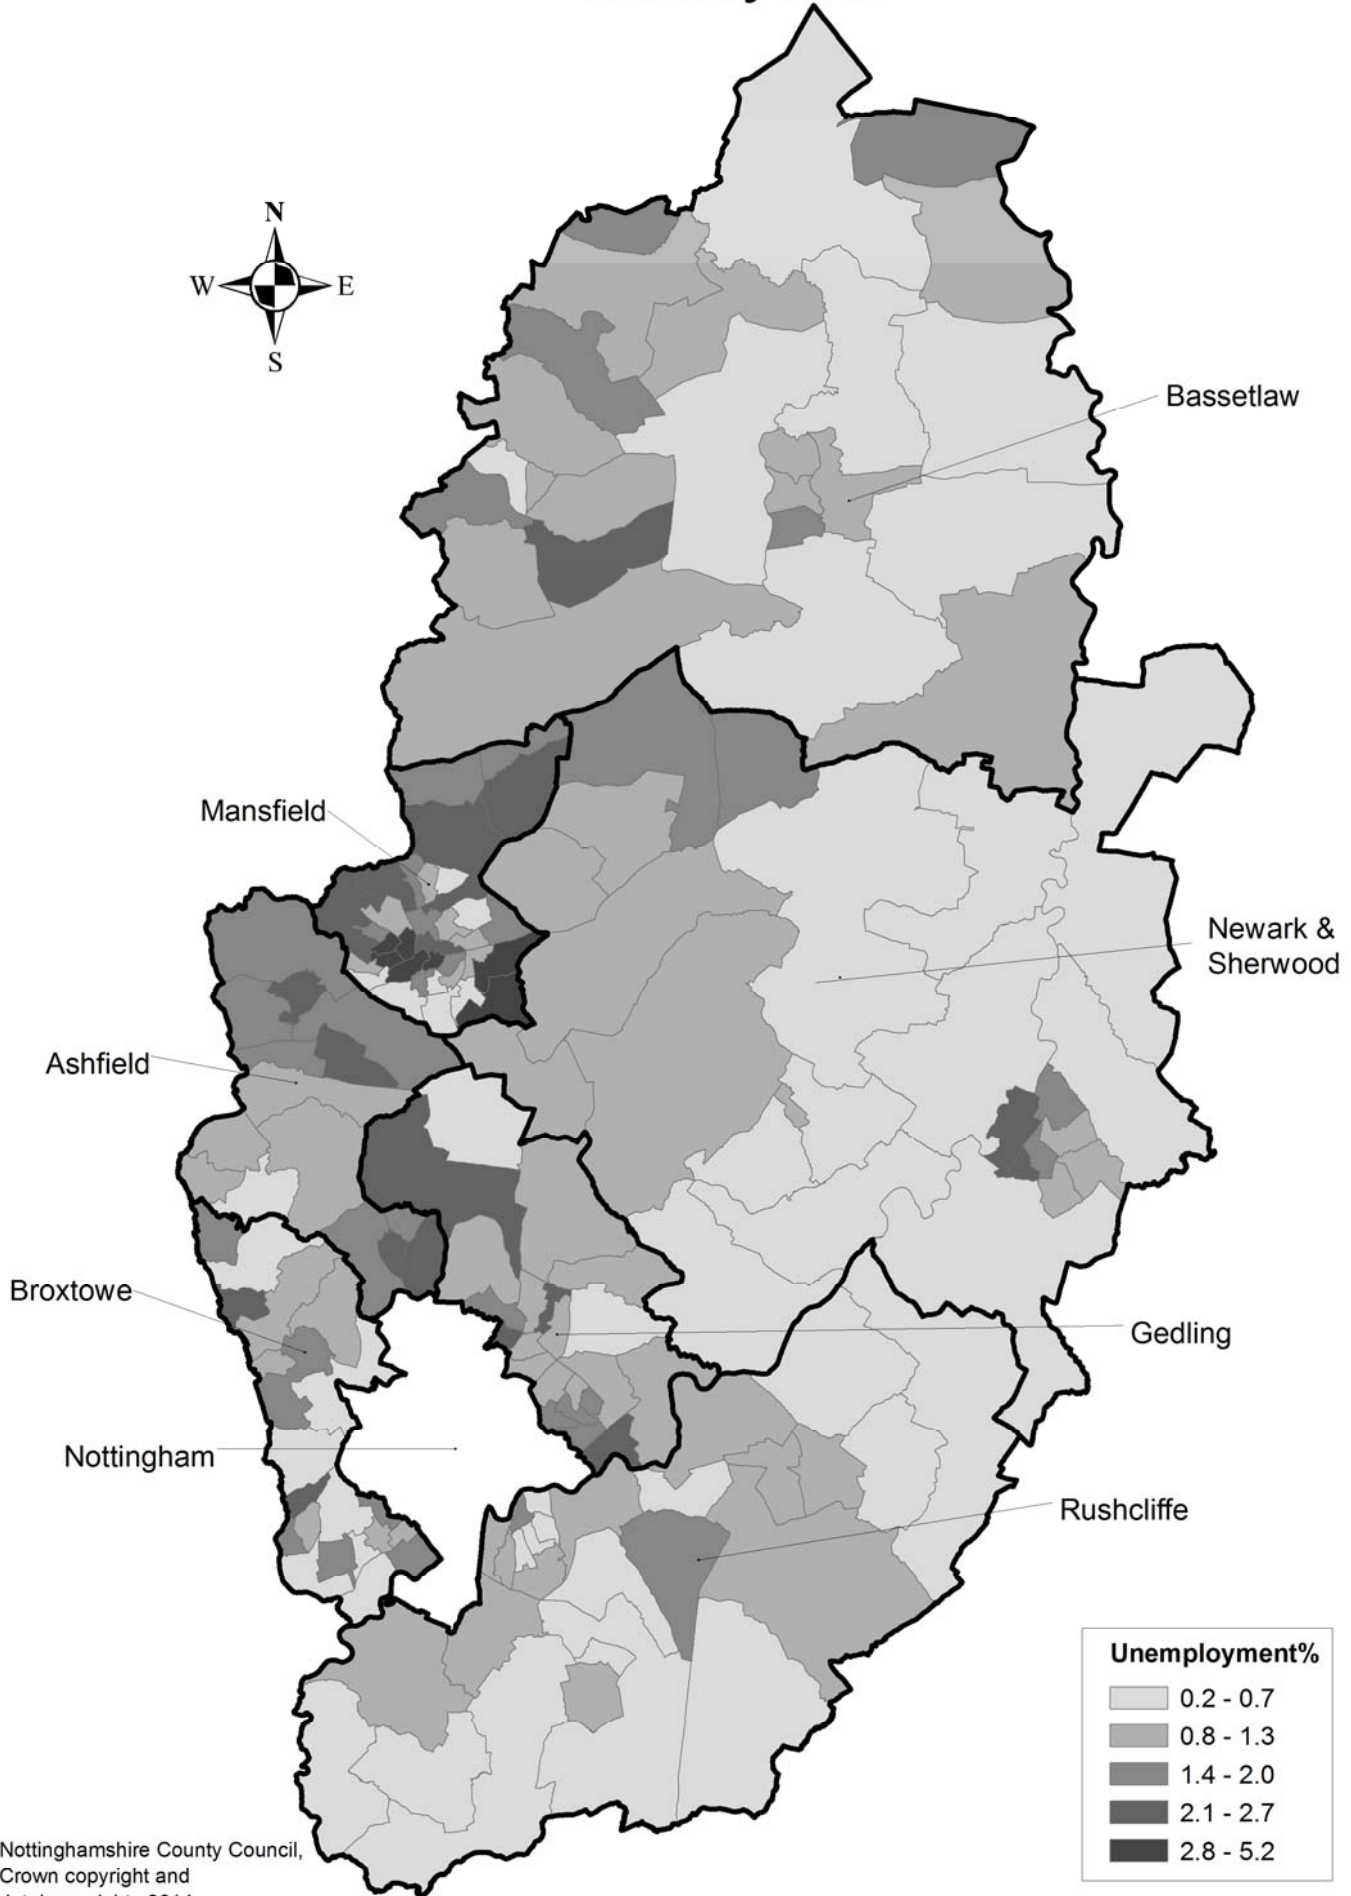 N
W E
S
Bassetlaw
Mansfield
Newark &
Sherwood
Ashfield
Broxtowe
Gedling
Nottingham
Rushcliffe
Unemployment%
0.2 - 0.7
0.8 - 1.3
1.4 - 2.0
2.1 - 2.7
2.8 - 5.2
Nottinghamshire County Council,
Crown copyright and